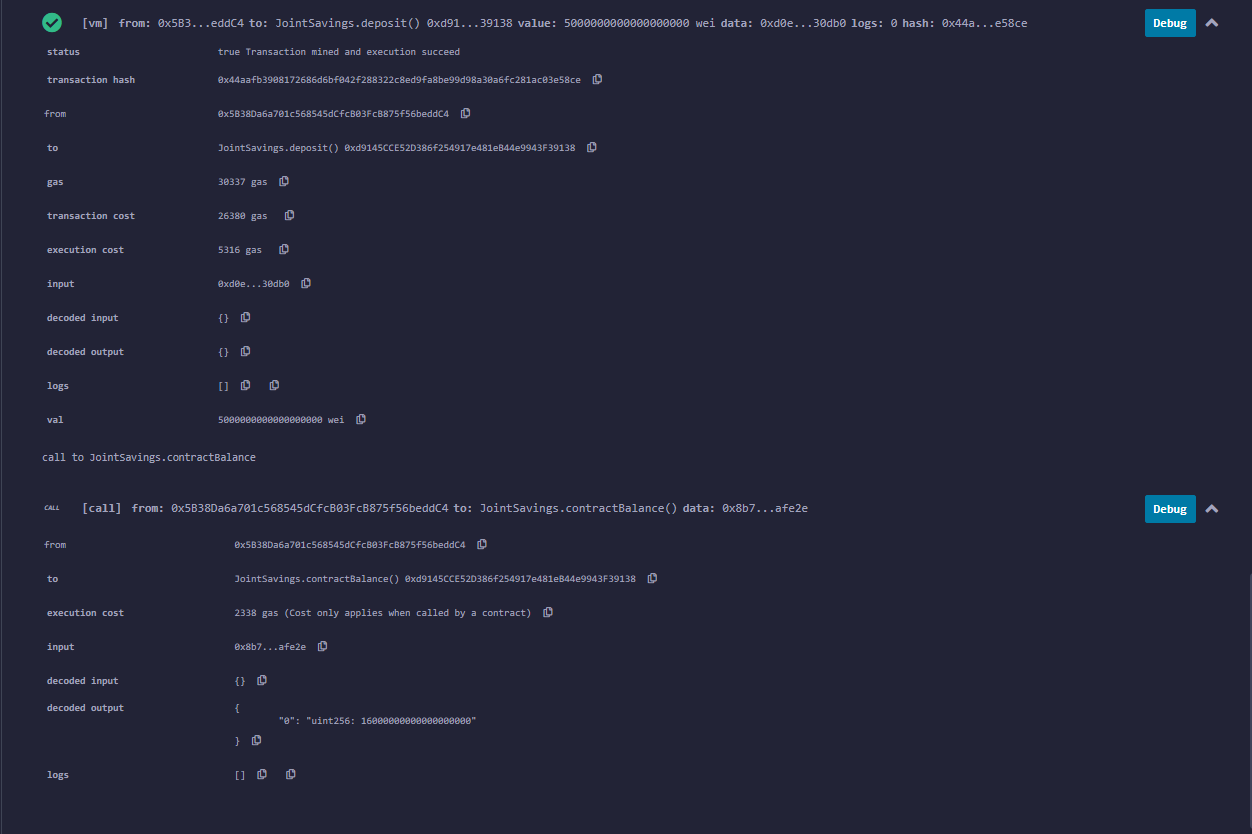 [vm] from: 0x5B3...eddC4 to: JointSavings.deposit() 0xd91...39138 value: 5000000000000000000 wei data: 0xd0e...30db0 logs: 0 hash: 0x44a...e58ce Debug
status true Transaction mined and execution succeed
transaction hash 0x44aafb3908172686d6bf042f288322c8ed9fa8be99d98a30a6fc281ac03e58ce
from 0x5B38Da6a701c568545dCfcB03FcB875f56beddC4
to JointSavings.deposit() 0xd9145CCE52D386f254917e481eB44e9943F39138
gas 30337 gas
transaction cost 26380 gas
execution cost 5316 gas
input 0xd0e...30db0
decoded input {}
decoded output {}
logs []
val 5000000000000000000 wei
call to JointSavings.contractBalance
CALL [call] from: 0x5B38Da6a701c568545dCfcB03FcB875f56beddC4 to: JointSavings.contractBalance() data: 0x8b7...afe2e Debug
from 0x5B38Da6a701c568545dCfcB03FcB875f56beddC4
to JointSavings.contractBalance() 0xd9145CCE52D386f254917e481eB44e9943F39138
execution cost 2338 gas (Cost only applies when called by a contract)
input 0x8b7...afe2e
decoded input {}
decoded output {
"0": "uint256: 16000000000000000000"
}
logs []